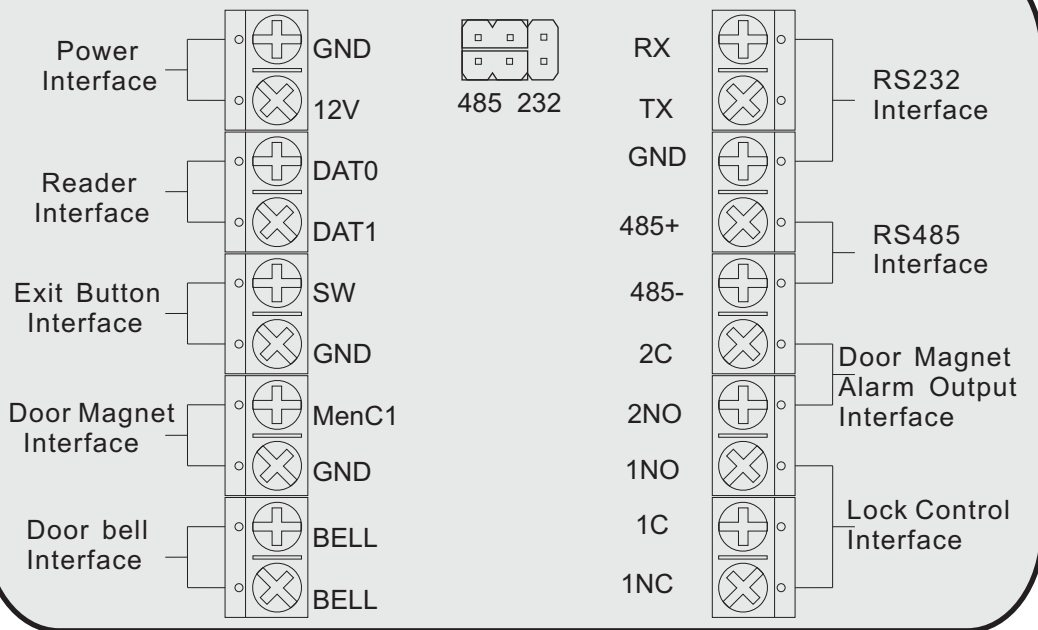 Power
Interface
GND
12V
Reader
Interface
DAT0
DAT1
Exit Button
Interface
SW
GND
Door Magnet
Interface
MenC1
GND
Door bell
Interface
BELL
BELL
485 232
RX
TX
GND
RS232
Interface
485+
485-
RS485
Interface
2C
2NO
Door Magnet
Alarm Output
Interface
1NO
1C
1NC
Lock Control
Interface